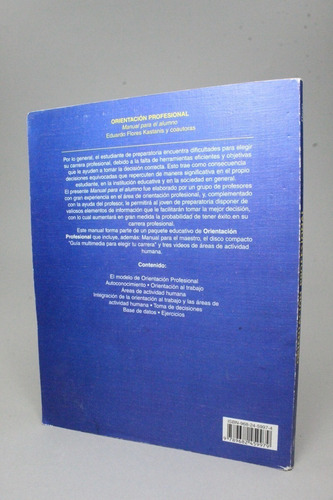 ORIENTACIÓN PROFESIONAL
Manual para el alumno
Eduardo Flores Kastanis y coautoras
Por lo general, el estudiante de preparatoria encuentra dificultades para elegir
su carrera profesional, debido a la falta de herramientas eficientes y objetivas
que le ayuden a tomar la decisión correcta. Esto trae como consecuencia
decisiones equivocadas que repercuten de manera significativa en el propio
estudiante, en la institución educativa y en la sociedad en general.
El presente Manual para el alumno fue elaborado por un grupo de profesores
con gran experiencia en el área de orientación profesional, y, complementado
con la ayuda del profesor, le permitirá al joven de preparatoria disponer de
valiosos elementos de información que le facilitarán tomar la mejor decisión,
con lo cual aumentará en gran medida la probabilidad de tener éxito en su
carrera profesional.
Este manual forma parte de un paquete educativo de Orientación
Profesional que incluye, además: Manual para el maestro, el disco compacto
"Guía multimedia para elegir tu carrera" y tres videos de áreas de actividad
humana.
Contenido:
El modelo de Orientación Profesional
Autoconocimiento • Orientación al trabajo
Áreas de actividad humana
Integración de la orientación al trabajo y las áreas de
actividad humana • Toma de decisiones
Base de datos • Ejercicios
ISBN-968-24-5997-4
9 789682 459979